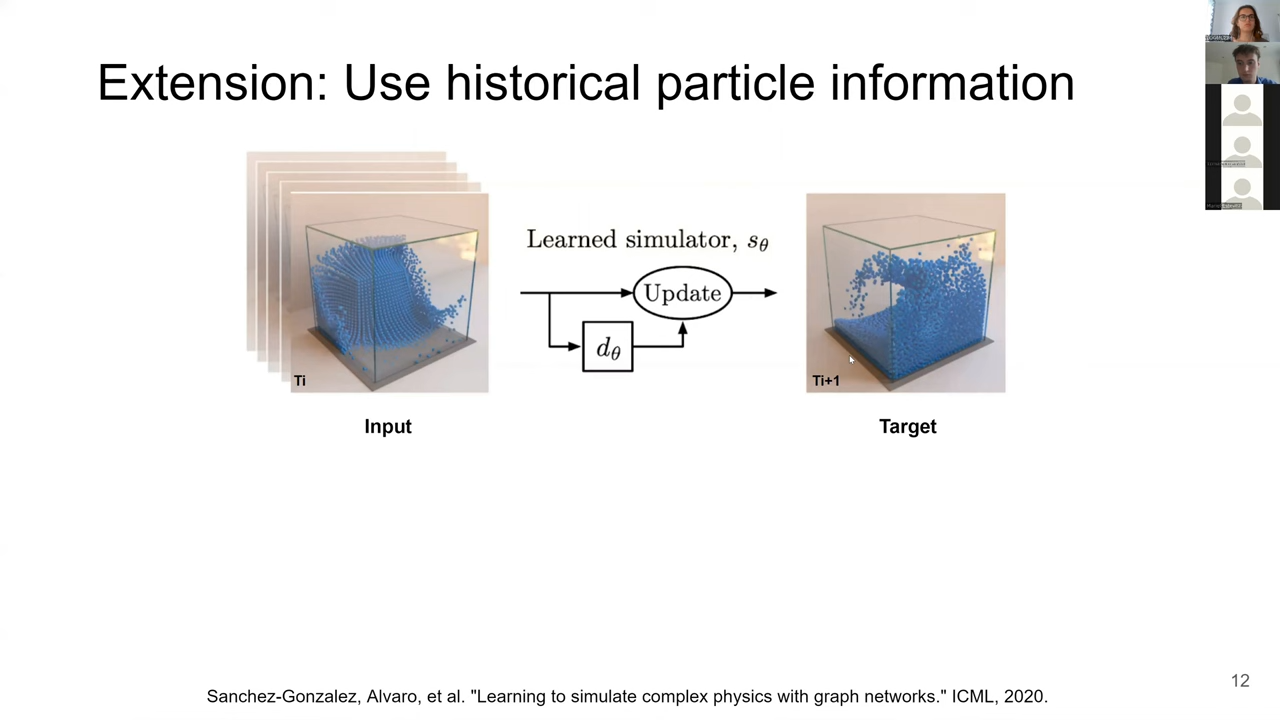 Extension: Use historical particle information
Learned simulator, sθ
Update
dθ
Ti
Ti+1
Input
Target
Sanchez-Gonzalez, Alvaro, et al. "Learning to simulate complex physics with graph networks." ICML, 2020.
12